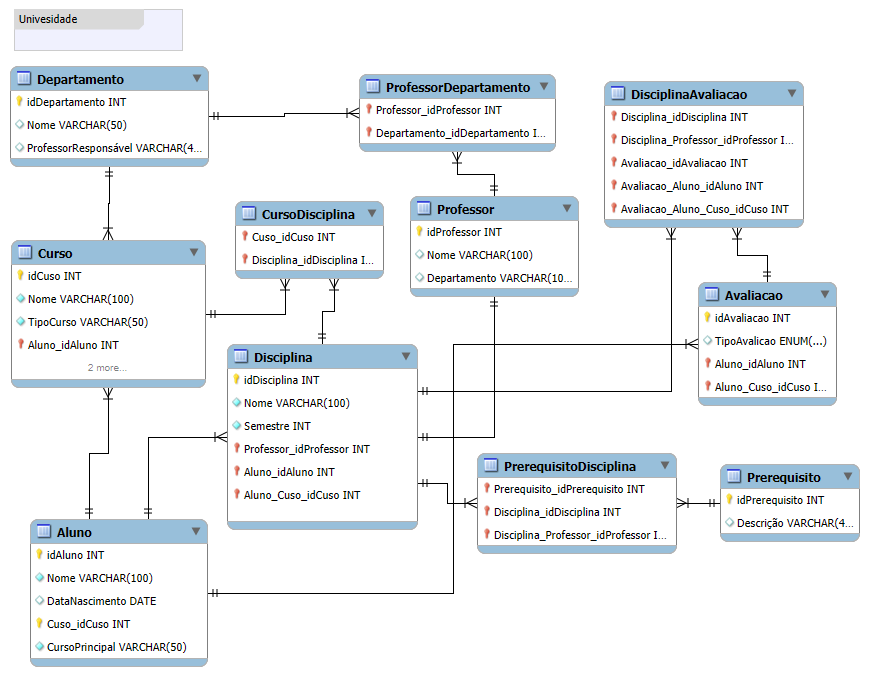 Univesidade
Departamento
idDepartamento INT
Nome VARCHAR(50)
ProfessorResponsável VARCHAR(4...
ProfessorDepartamento
Professor_idProfessor INT
Departamento_idDepartamento I...
DisciplinaAvaliacao
Disciplina_idDisciplina INT
Disciplina_Professor_idProfessor I...
Avaliacao_idAvaliacao INT
Avaliacao_Aluno_idAluno INT
Avaliacao_Aluno_Cuso_idCuso INT
CursoDisciplina
Cuso_idCuso INT
Disciplina_idDisciplina I...
Professor
idProfessor INT
Nome VARCHAR(100)
Departamento VARCHAR(10...
Curso
idCuso INT
Nome VARCHAR(100)
TipoCurso VARCHAR(50)
Aluno_idAluno INT
2 more...
Avaliacao
idAvaliacao INT
TipoAvalicao ENUM(...)
Aluno_idAluno INT
Aluno_Cuso_idCuso I...
Disciplina
idDisciplina INT
Nome VARCHAR(100)
Semestre INT
Professor_idProfessor INT
Aluno_idAluno INT
Aluno_Cuso_idCuso INT
PrerequisitoDisciplina
Prerequisito_idPrerequisito INT
Disciplina_idDisciplina INT
Disciplina_Professor_idProfessor I...
Prerequisito
idPrerequisito INT
Descrição VARCHAR(4...
Aluno
idAluno INT
Nome VARCHAR(100)
DataNascimento DATE
Cuso_idCuso INT
CursoPrincipal VARCHAR(50)